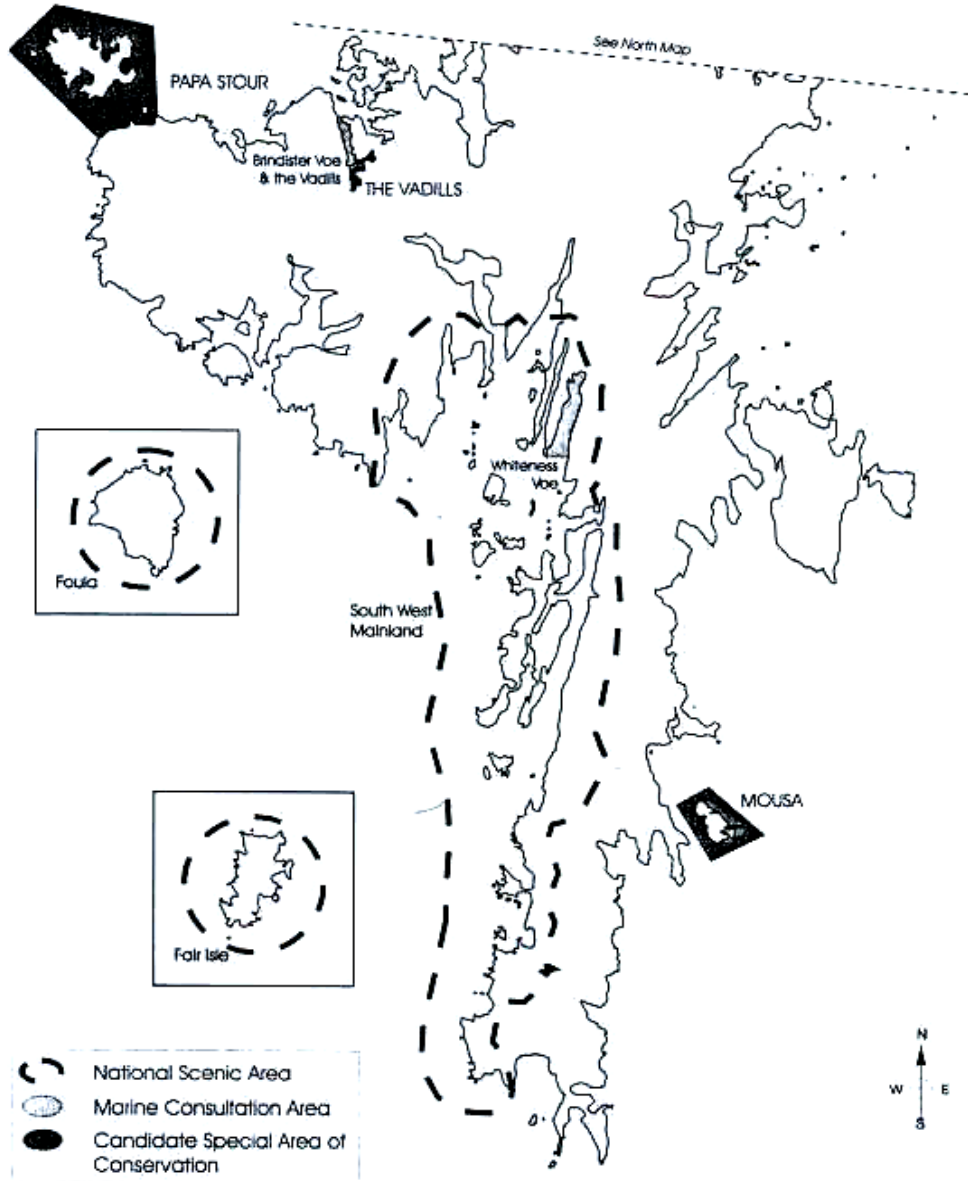 See North Map
PAPA STOUR
Brindister Voe
& the Vadills
THE VADILLS
Whiteness
Voe
Foula
South West
Mainland
MOUSA
Fair Isle
National Scenic Area
Marine Consultation Area
Candidate Special Area of
Conservation
N
W E
S